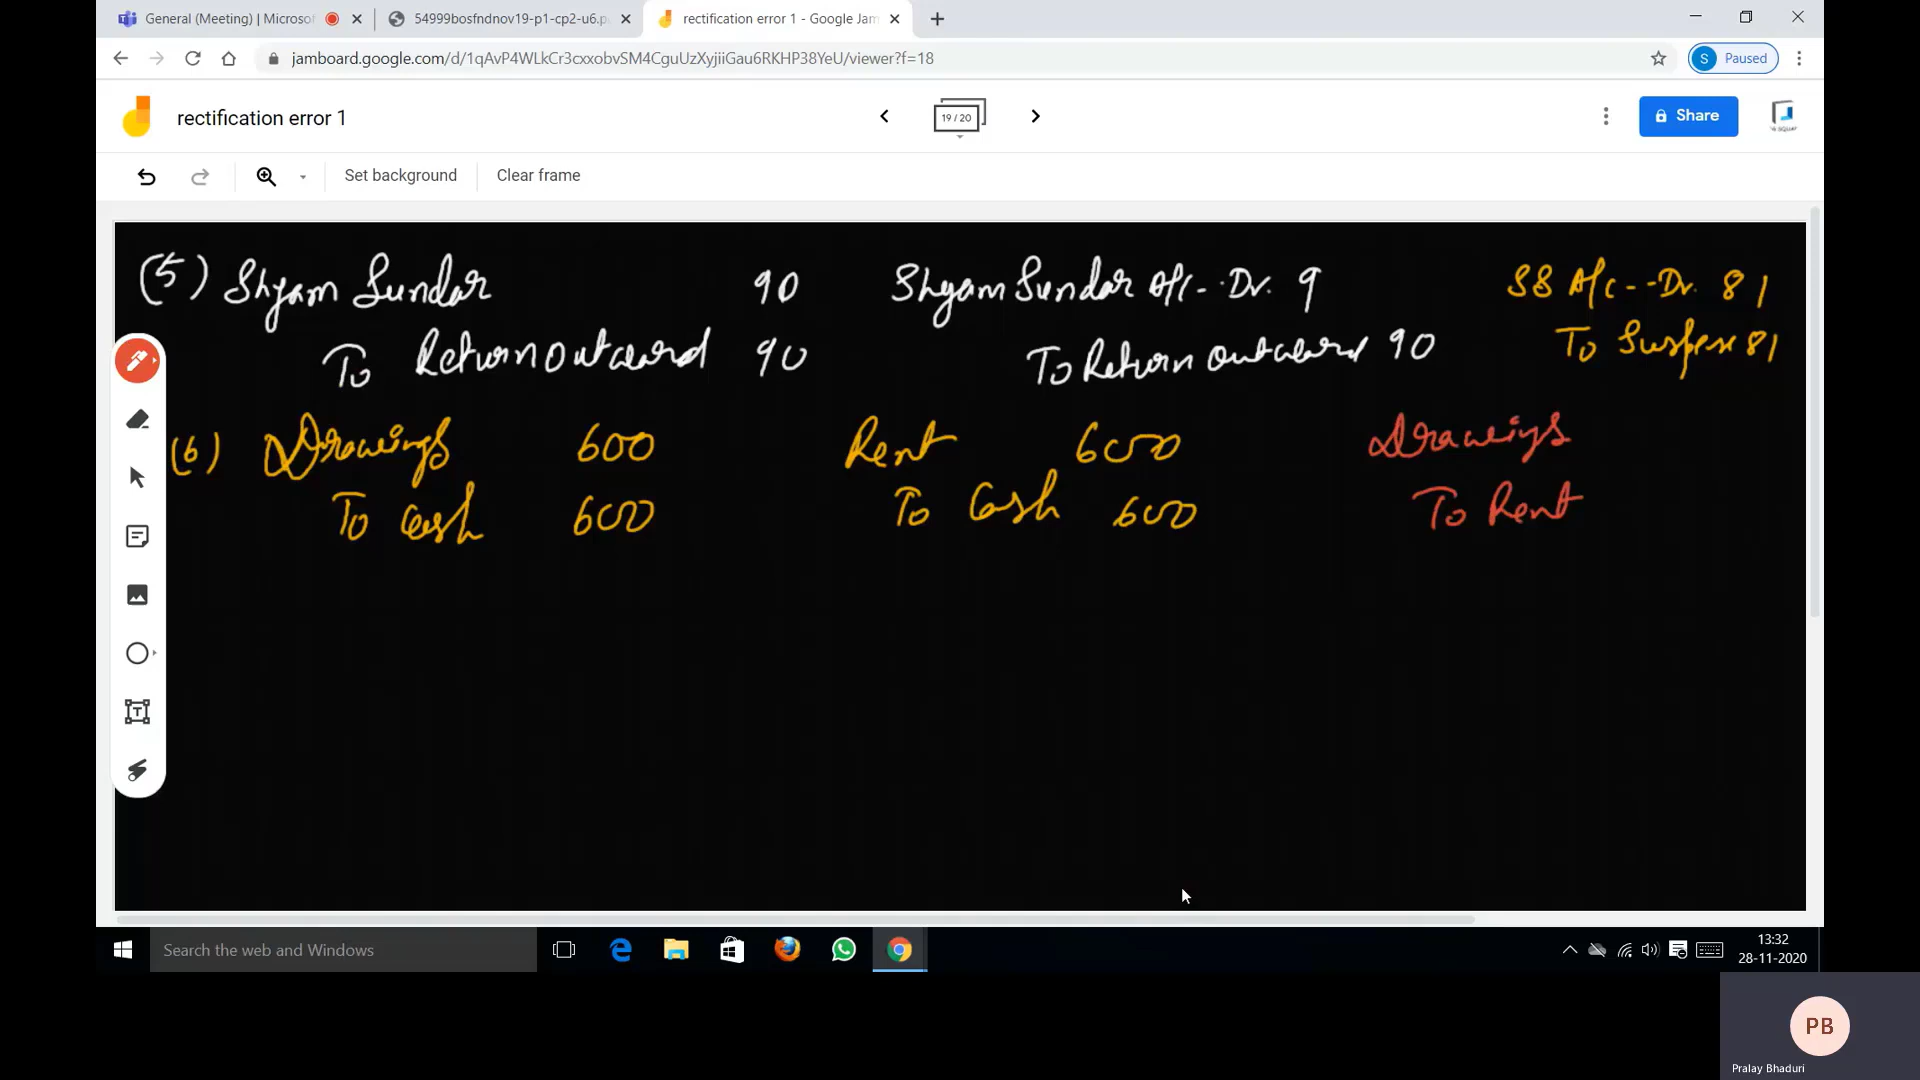 General (Meeting) | Microsof
54999bosfndnov19-p1-cp2-u6.p
rectification error 1 - Google Jam
jamboard.google.com/d/1qAvP4WLkCr3cxxobvSM4CguUzXyjiiGau6RKHP38YeU/viewer?f=18
S Paused
rectification error 1
19 / 20
Share
Set background
Clear frame
(5) Shyam Sundar 90 Shyam Sundar A/c - - Dr. 9 SS A/c - - Dr. 81
To Return outward 90 To Return outward 90 To Suspense 81
(6) Drawings 600 Rent 600 Drawings
To Cash 600 To Cash 600 To Rent
Search the web and Windows
13:32
28-11-2020
PB
Pralay Bhaduri